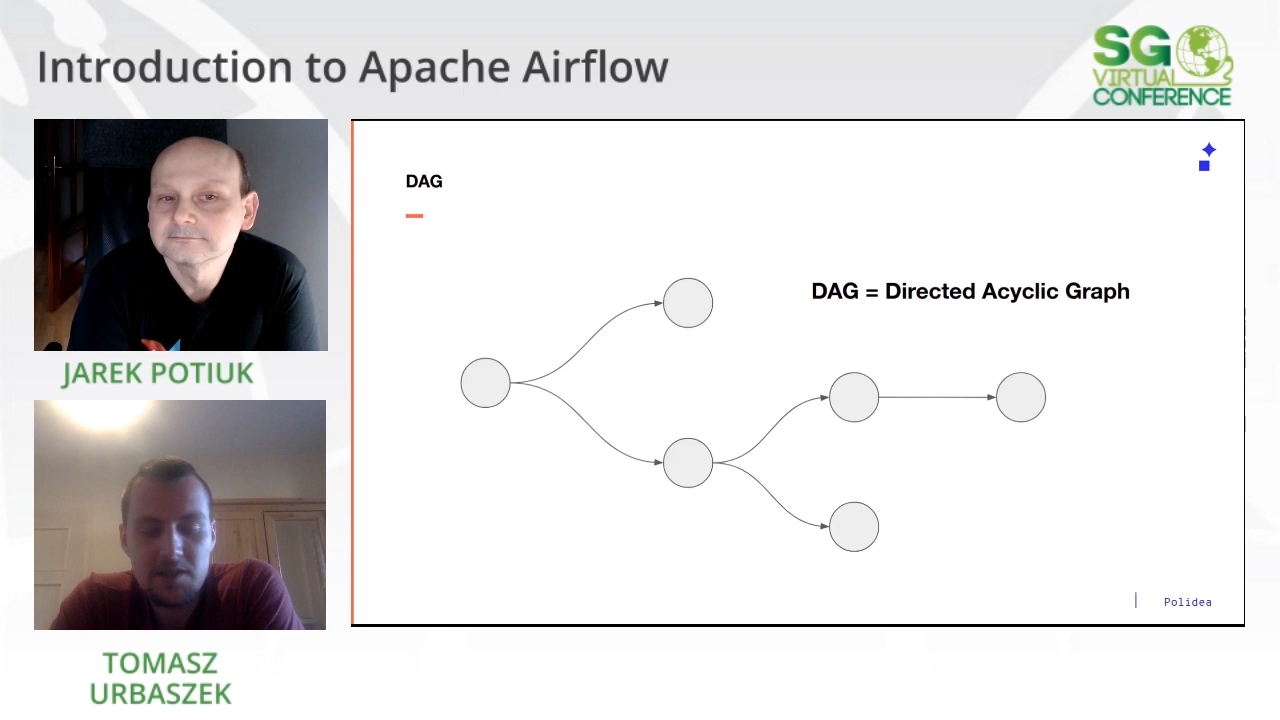 Introduction to Apache Airflow
SG
VIRTUAL
CONFERENCE
JAREK POTIUK
TOMASZ
URBASZEK
DAG
DAG = Directed Acyclic Graph
Polidea